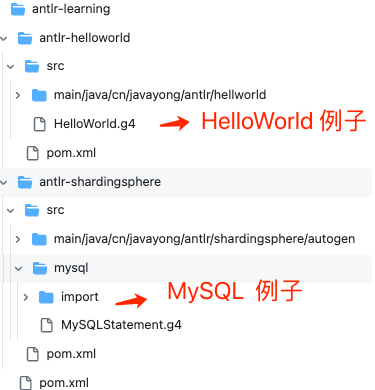 antlr-learning
antlr-helloworld
src
main/java/cn/javayong/antlr/hellworld
HelloWorld.g4 HelloWorld 例子
pom.xml
antlr-shardingsphere
src
main/java/cn/javayong/antlr/shardingsphere/autogen
mysql
import MySQL 例子
MySQLStatement.g4
pom.xml
pom.xml